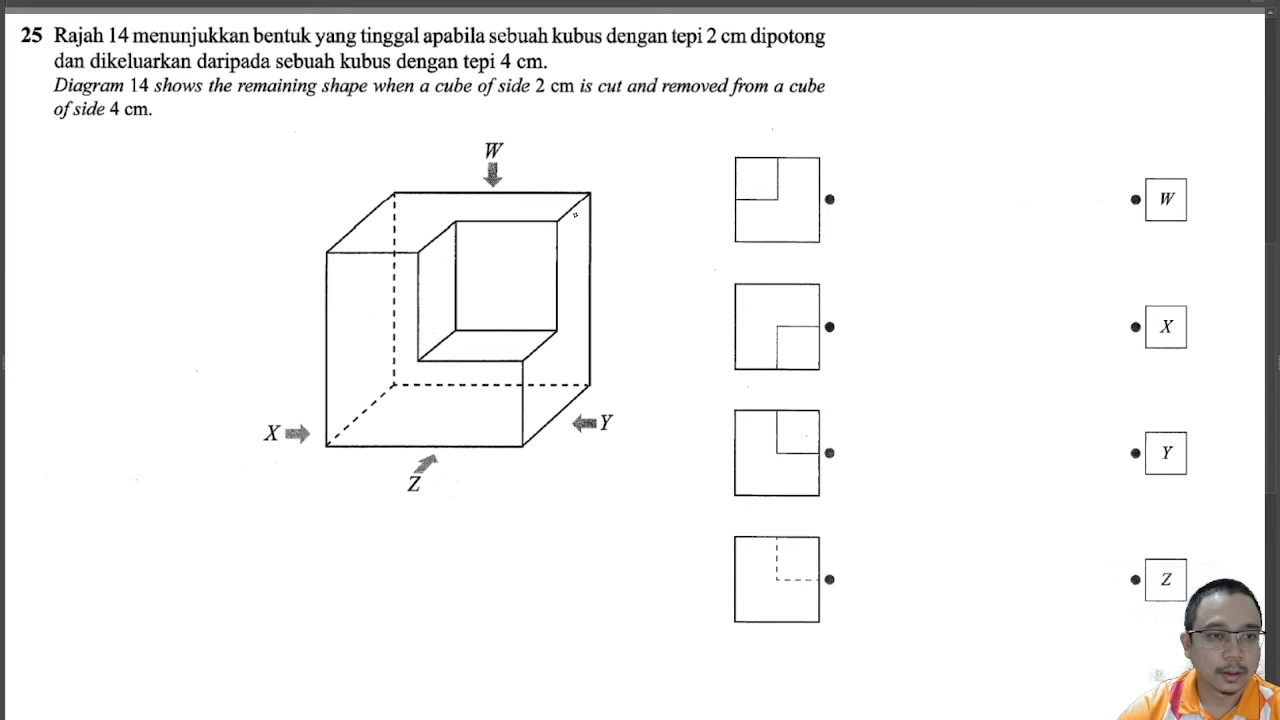 25 Rajah 14 menunjukkan bentuk yang tinggal apabila sebuah kubus dengan tepi 2 cm dipotong
dan dikeluarkan daripada sebuah kubus dengan tepi 4 cm.
Diagram 14 shows the remaining shape when a cube of side 2 cm is cut and removed from a cube
of side 4 cm.
W
X
Y
Z
W
X
Y
Z